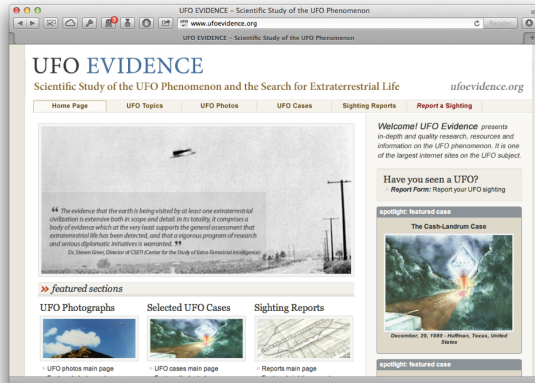 UFO EVIDENCE – Scientific Study of the UFO Phenomenon
3
www.ufoevidence.org
Reader
UFO EVIDENCE – Scientific Study of the UFO Phenomenon
UFO EVIDENCE
Scientific Study of the UFO Phenomenon and the Search for Extraterrestrial Life
ufoevidence.org
Home Page
UFO Topics
UFO Photos
UFO Cases
Sighting Reports
Report a Sighting
“ The evidence that the earth is being visited by at least one extraterrestrial
civilization is extensive both in scope and detail. In its totality, it comprises a
body of evidence which at the very least supports the general assessment that
extraterrestrial life has been detected, and that a vigorous program of research
and serious diplomatic initiatives is warranted. ”
Dr. Steven Greer, Director of CSETI (Center for the Study of Extra-Terrestrial Intelligence)
» featured sections
UFO Photographs
Selected UFO Cases
Sighting Reports
» UFO photos main page
» UFO cases main page
» Reports main page
Welcome! UFO Evidence presents
in-depth and quality research, resources and
information on the UFO phenomenon. It is one
of the largest internet sites on the UFO subject.
Have you seen a UFO?
» Report Form: Report your UFO sighting
spotlight: featured case
The Cash-Landrum Case
December, 29, 1980 - Huffman, Texas, United
States
spotlight: featured case